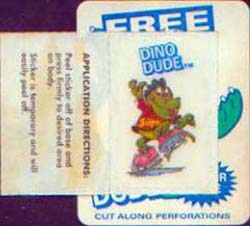 FREE
DINO
DUDE™
APPLICATION DIRECTIONS:
Peel sticker off of base and
press firmly to desired area
on body.
Sticker is temporary and will
easily peel off.
CUT ALONG PERFORATIONS